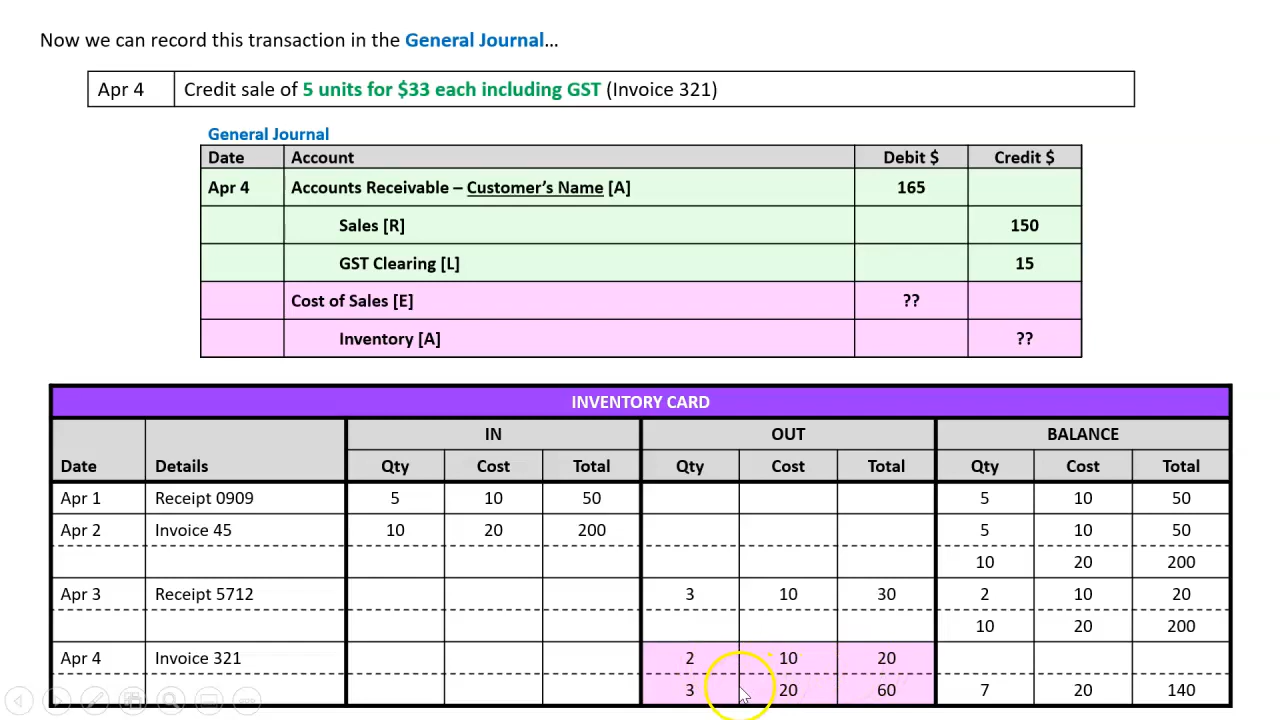 Now we can record this transaction in the General Journal...
Apr 4 Credit sale of 5 units for $33 each including GST (Invoice 321)
General Journal
Date Account Debit $ Credit $
Apr 4 Accounts Receivable – Customer's Name [A] 165
Sales [R] 150
GST Clearing [L] 15
Cost of Sales [E] ??
Inventory [A] ??
INVENTORY CARD
IN OUT BALANCE
Date Details Qty Cost Total Qty Cost Total Qty Cost Total
Apr 1 Receipt 0909 5 10 50 5 10 50
Apr 2 Invoice 45 10 20 200 5 10 50
10 20 200
Apr 3 Receipt 5712 3 10 30 2 10 20
10 20 200
Apr 4 Invoice 321 2 10 20
3 20 60 7 20 140